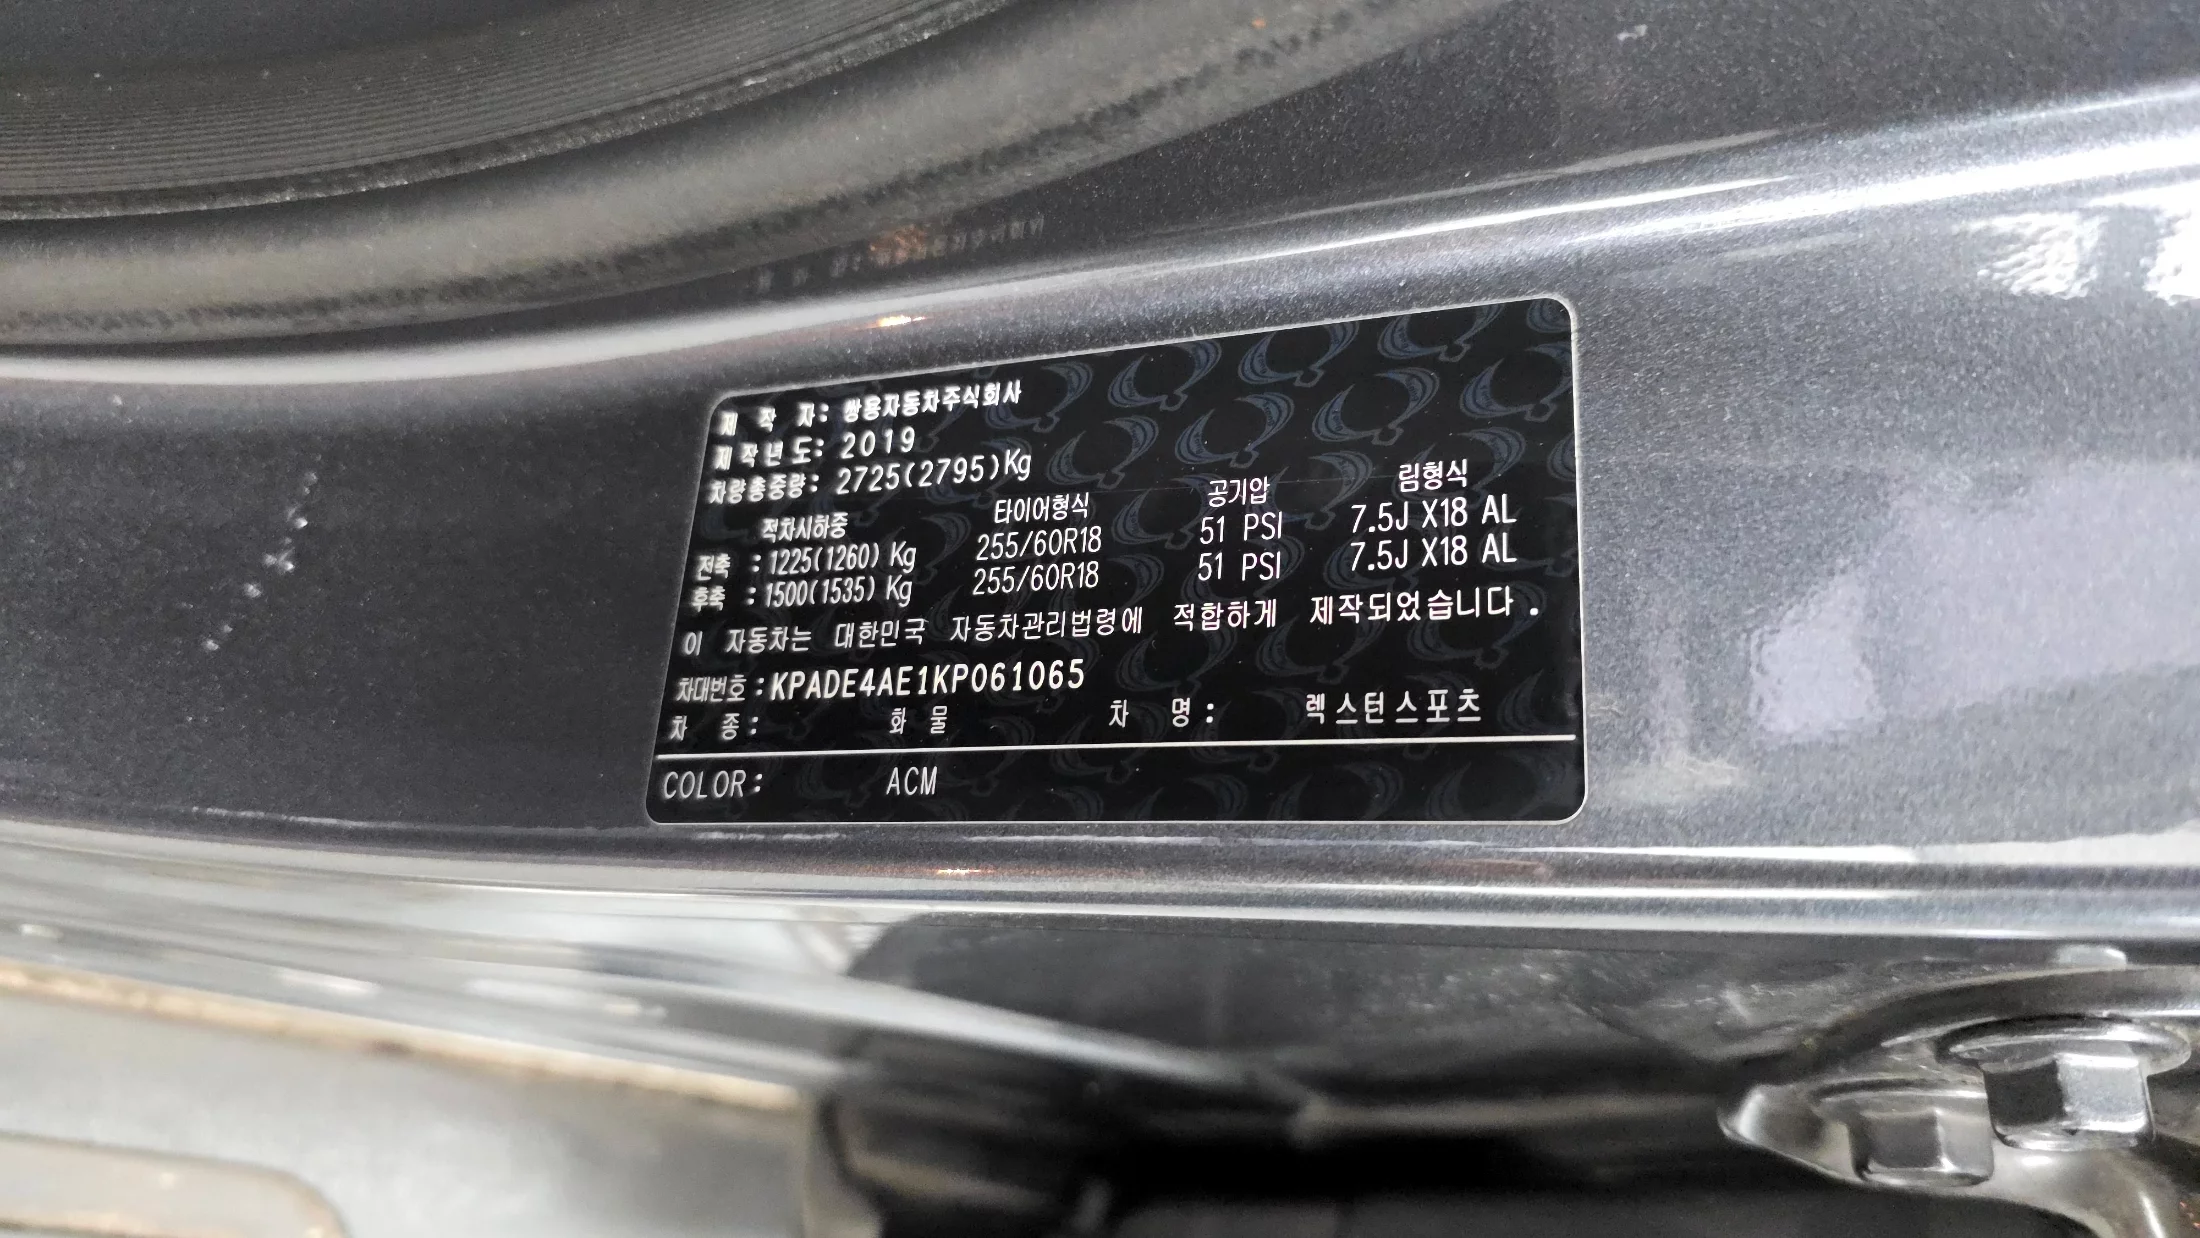 제 작 자: 쌍용자동차주식회사
제작년도: 2019
차량총중량: 2725(2795)Kg
적차시하중 타이어형식 공기압 림형식
전축 :1225(1260) Kg 255/60R18 51 PSI 7.5J X18 AL
후축 :1500(1535) Kg 255/60R18 51 PSI 7.5J X18 AL
이 자동차는 대한민국 자동차관리법령에 적합하게 제작되었습니다.
차대번호:KPADE4AE1KP061065
차 종: 화 물 차 명: 렉스턴스포츠
COLOR: ACM